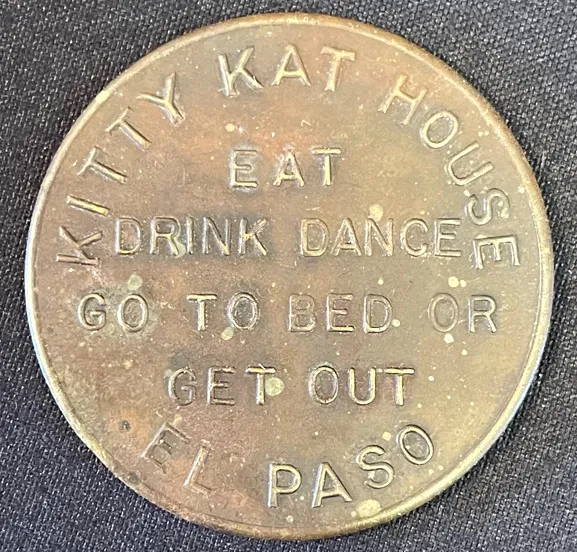 KITTY KAT HOUSE
EAT
DRINK DANCE
GO TO BED OR
GET OUT
EL PASO